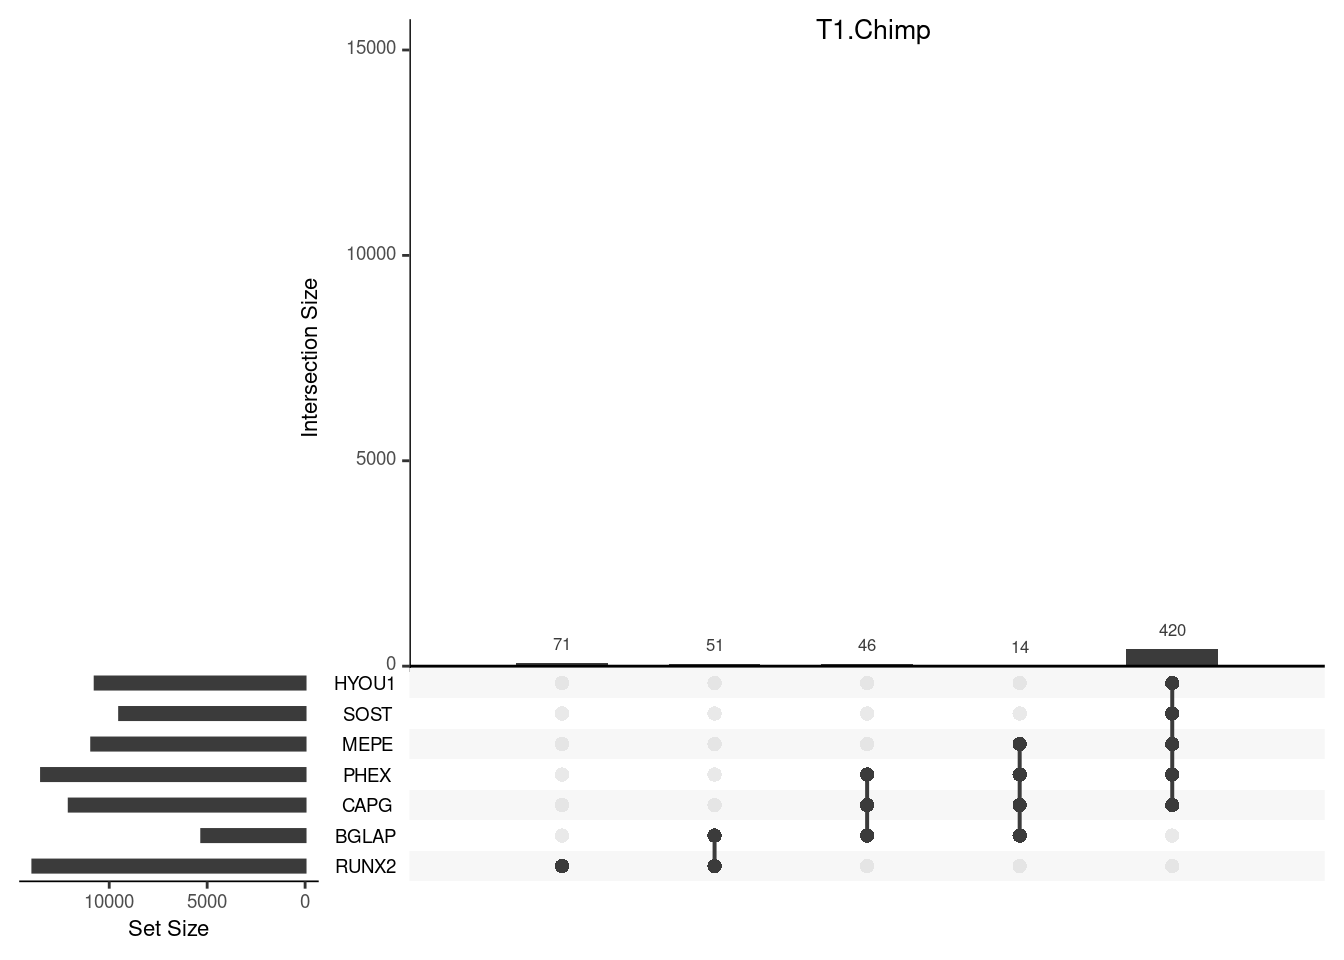 T1.Chimp
15000
10000
5000
0
Intersection Size
71
51
46
14
420
HYOU1
SOST
MEPE
PHEX
CAPG
BGLAP
RUNX2
10000 5000 0
Set Size